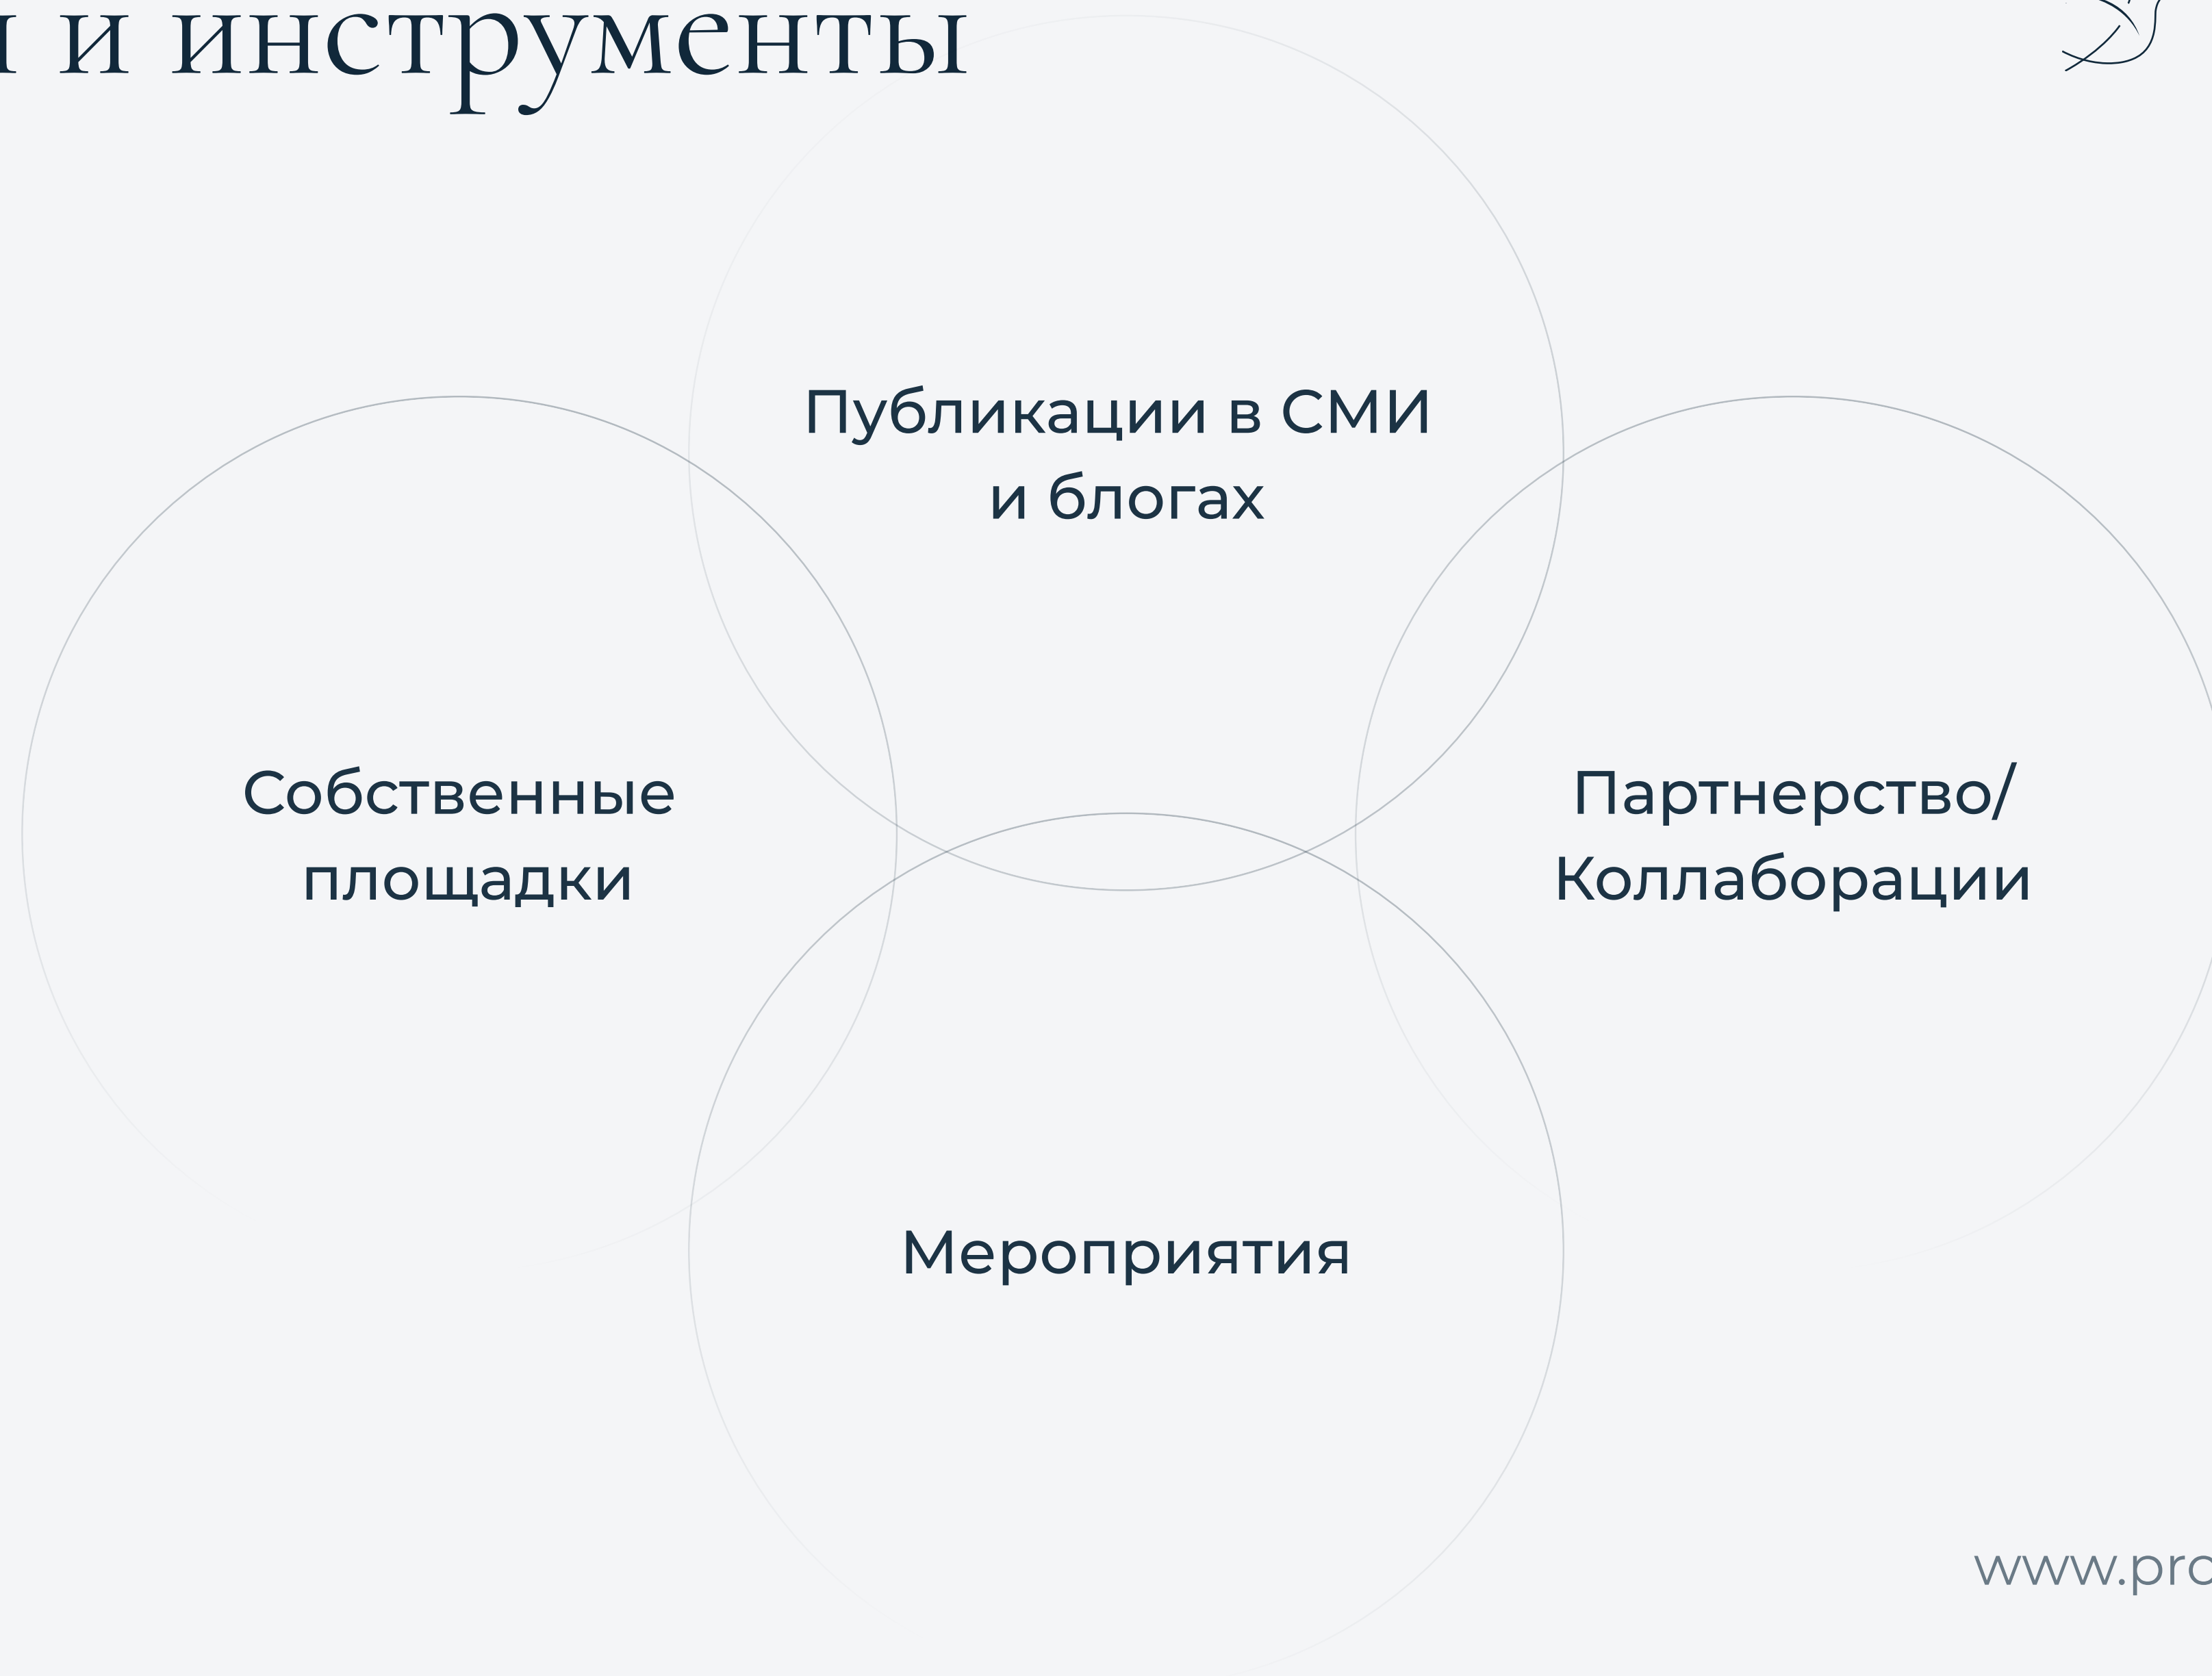 и инструменты
Публикации в СМИ
и блогах
Собственные
площадки
Партнерство/
Коллаборации
Мероприятия
www.pro